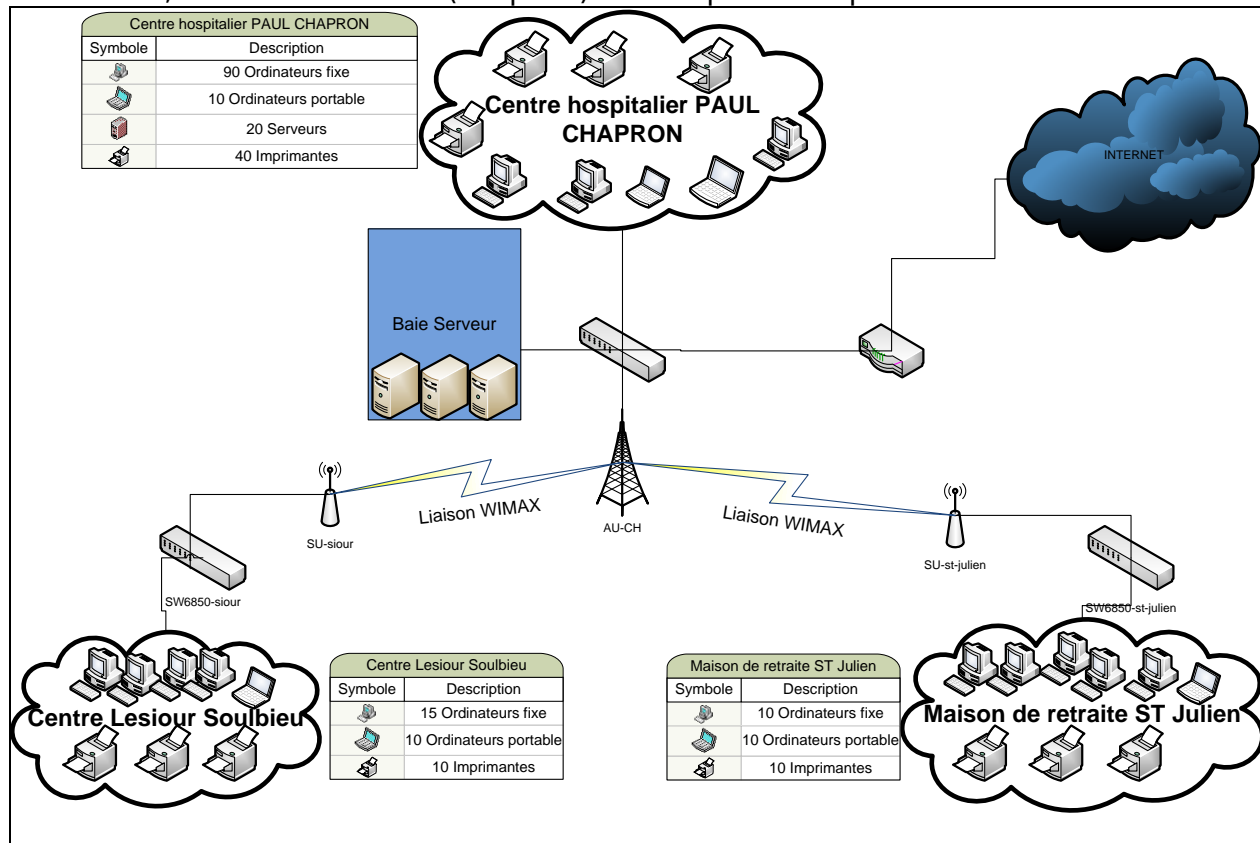 Centre hospitalier PAUL CHAPRON
Symbole Description
90 Ordinateurs fixe
10 Ordinateurs portable
20 Serveurs
40 Imprimantes
Centre hospitalier PAUL
CHAPRON
INTERNET
Baie Serveur
Liaison WIMAX
Liaison WIMAX
AU-CH
SU-siour
SU-st-julien
SW6850-siour
SW6850-st-julien
Centre Lesiour Soulbieu
Centre Lesiour Soulbieu
Symbole Description
15 Ordinateurs fixe
10 Ordinateurs portable
10 Imprimantes
Maison de retraite ST Julien
Symbole Description
10 Ordinateurs fixe
10 Ordinateurs portable
10 Imprimantes
Maison de retraite ST Julien